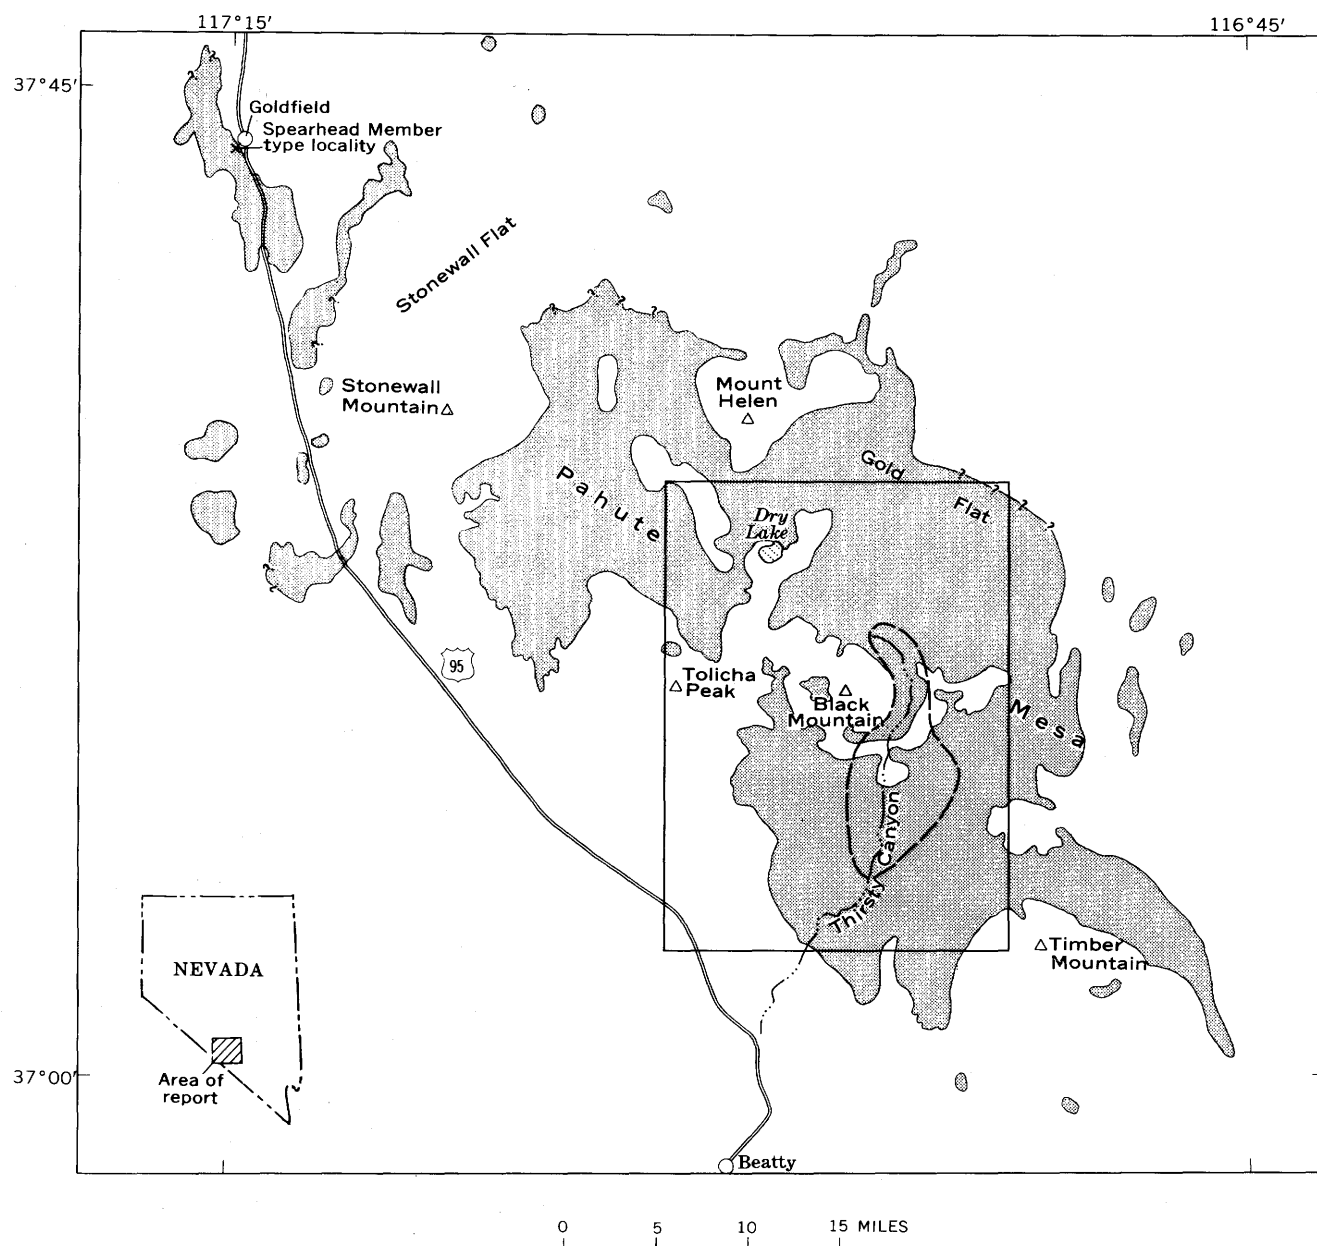 117°15′
116°45′
37°45′
Goldfield
Spearhead Member
type locality
Stonewall Flat
Stonewall
Mountain
Mount
Helen
Gold
Flat
Pahute
Dry
Lake
95
Tolicha
Peak
Black
Mountain
Mesa
Thirsty Canyon
Timber
Mountain
NEVADA
Area of
report
37°00′
Beatty
0 5 10 15 MILES
? ? ? ? ? ? ? ? ? ? ? ? ? ?